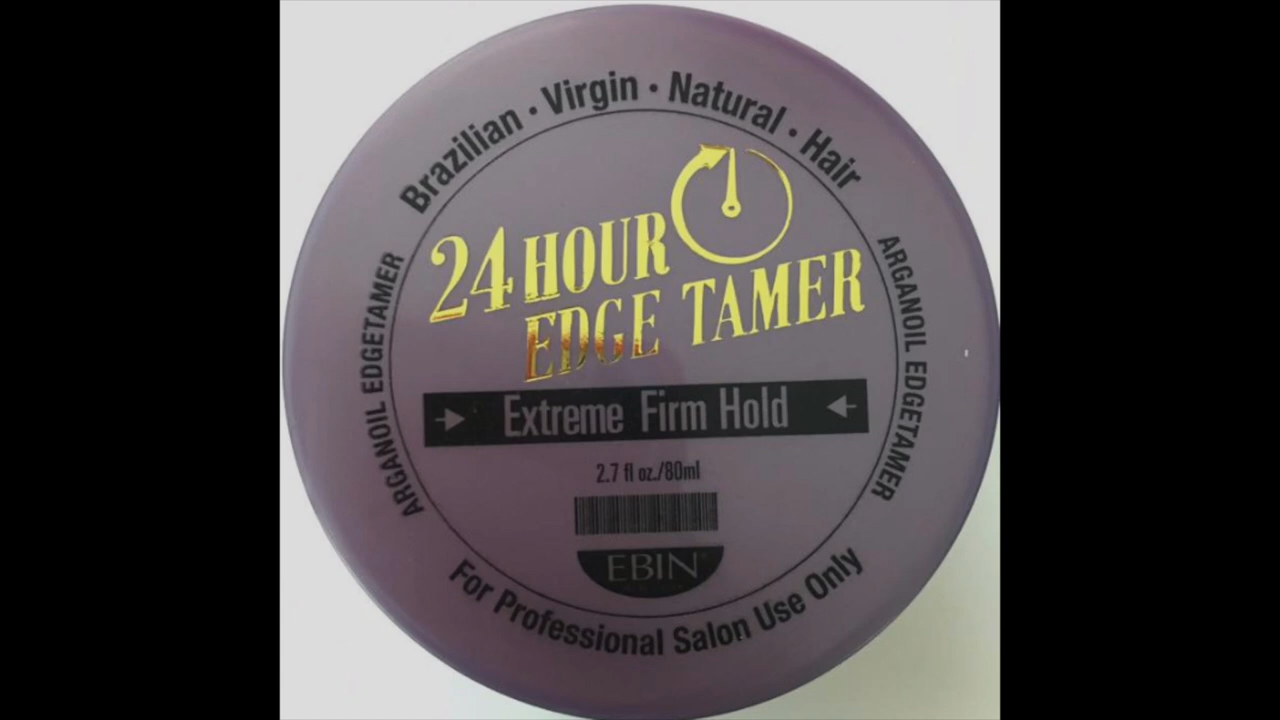 Brazilian · Virgin · Natural · Hair
24 HOUR
EDGE TAMER
ARGANOIL EDGETAMER
ARGANOIL EDGETAMER
Extreme Firm Hold
2.7 fl oz./80ml
EBIN®
For Professional Salon Use Only